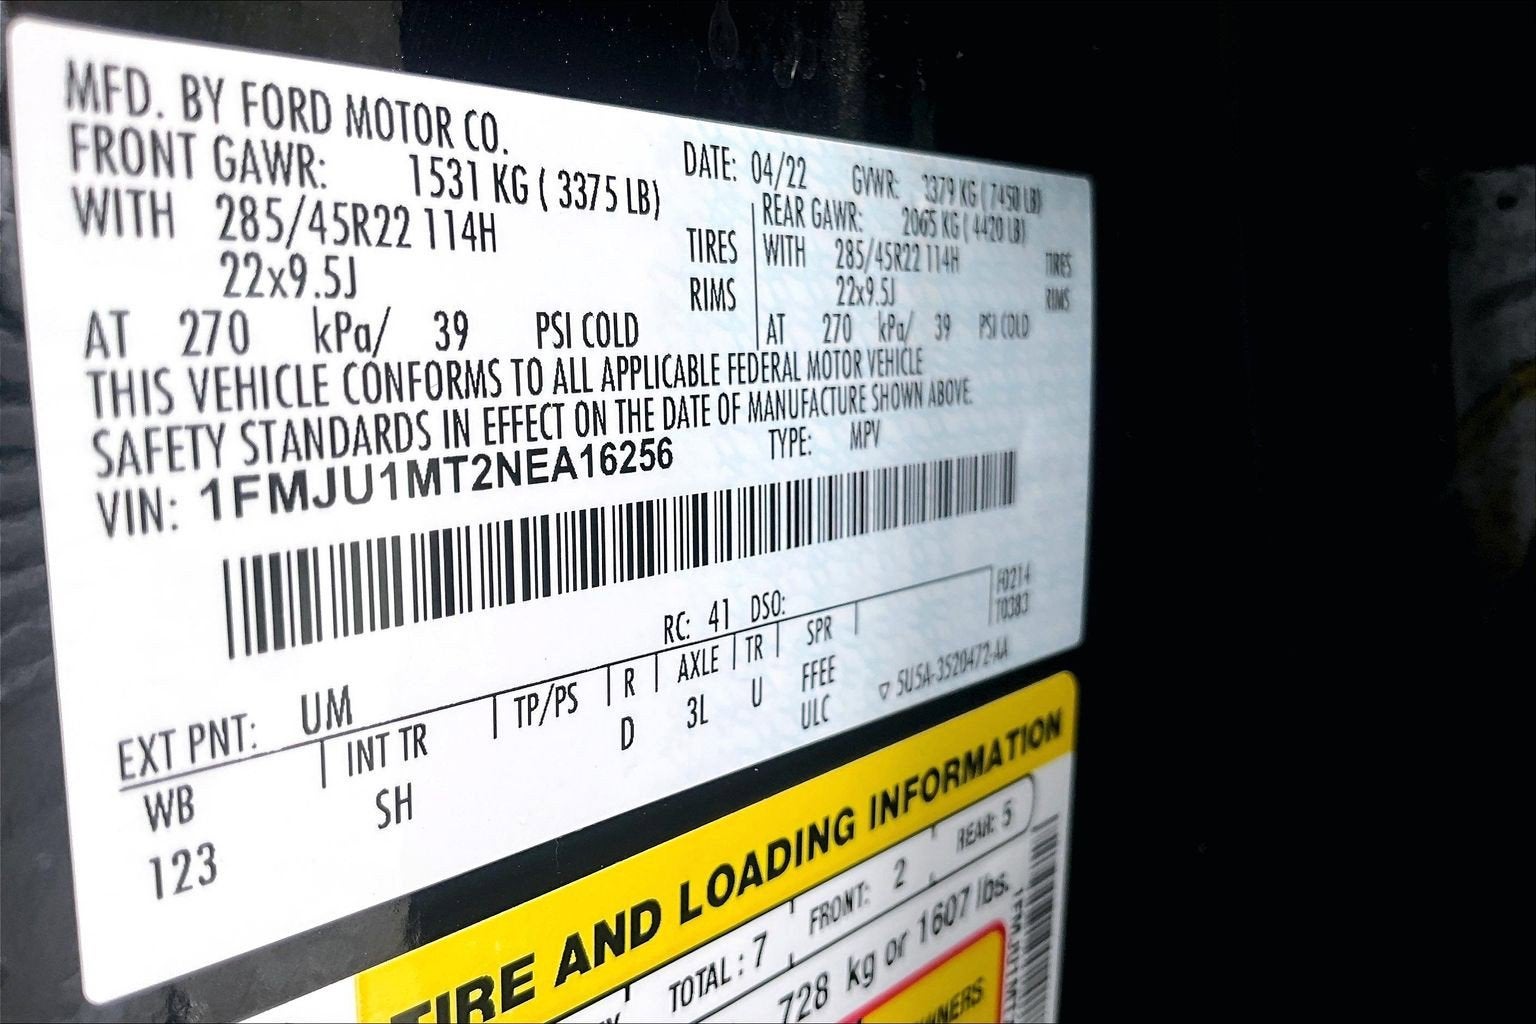 MFD. BY FORD MOTOR CO.
DATE: 04/22 GVWR: 3379 KG ( 7450 LB)
FRONT GAWR: 1531 KG ( 3375 LB)
WITH 285/45R22 114H TIRES
22x9.5J RIMS
AT 270 kPa/ 39 PSI COLD
REAR GAWR: 2065 KG ( 4420 LB)
WITH 285/45R22 114H TIRES
22x9.5J RIMS
AT 270 kPa/ 39 PSI COLD
THIS VEHICLE CONFORMS TO ALL APPLICABLE FEDERAL MOTOR VEHICLE
SAFETY STANDARDS IN EFFECT ON THE DATE OF MANUFACTURE SHOWN ABOVE.
VIN: 1FMJU1MT2NEA16256
TYPE: MPV
F0214
T0383
EXT PNT: UM RC: 41 DSO:
WB INT TR TP/PS R AXLE TR SPR
123 SH D 3L U FFEE
ULC
▽ 5U5A-3520472-AA
TIRE AND LOADING INFORMATION
TOTAL : 7 FRONT: 2 REAR: 5
728 kg or 1607 lbs.